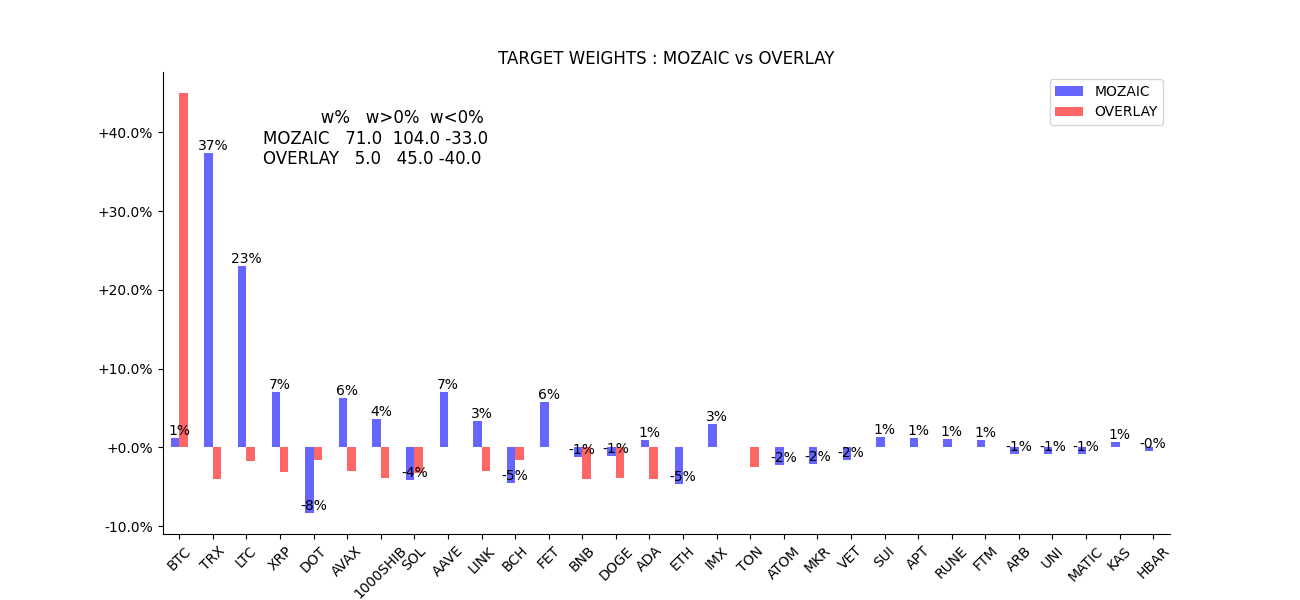 TARGET WEIGHTS : MOZAIC vs OVERLAY
MOZAIC
OVERLAY
w% w>0% w<0%
MOZAIC 71.0 104.0 -33.0
OVERLAY 5.0 45.0 -40.0
+40.0%
+30.0%
+20.0%
+10.0%
+0.0%
-10.0%
1%
37%
23%
7%
-8%
6%
4%
-4%
7%
3%
-5%
6%
-1%
-1%
1%
-5%
3%
-2%
-2%
-2%
1%
1%
1%
1%
-1%
-1%
-1%
1%
-0%
BTC
TRX
LTC
XRP
DOT
AVAX
1000SHIB
SOL
AAVE
LINK
BCH
FET
BNB
DOGE
ADA
ETH
IMX
TON
ATOM
MKR
VET
SUI
APT
RUNE
FTM
ARB
UNI
MATIC
KAS
HBAR